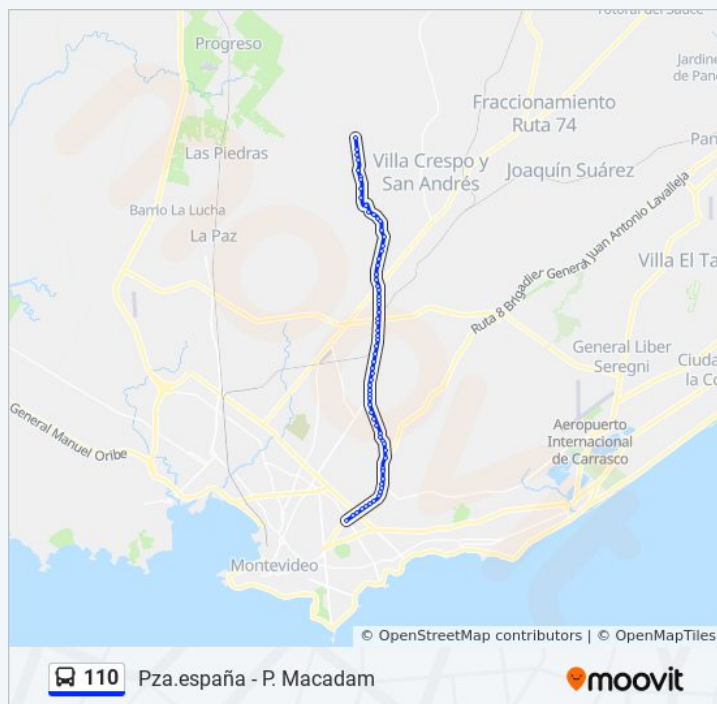 Totoral del Sauce
Progreso
Jardine
de Pan
Fraccionamiento
Ruta 74
Las Piedras
Villa Crespo y
San Andrés
Joaquín Suárez
Pan
Barrio La Lucha
La Paz
Ruta 8 Brigadier General Juan Antonio Lavalleja
Villa El Ta
General Liber
Seregni
Ciuda
la Co
General Manuel Oribe
Aeropuerto
Internacional
de Carrasco
Montevideo
moovit
© OpenStreetMap contributors | © OpenMapTiles
110 Pza.españa - P. Macadam
moovit